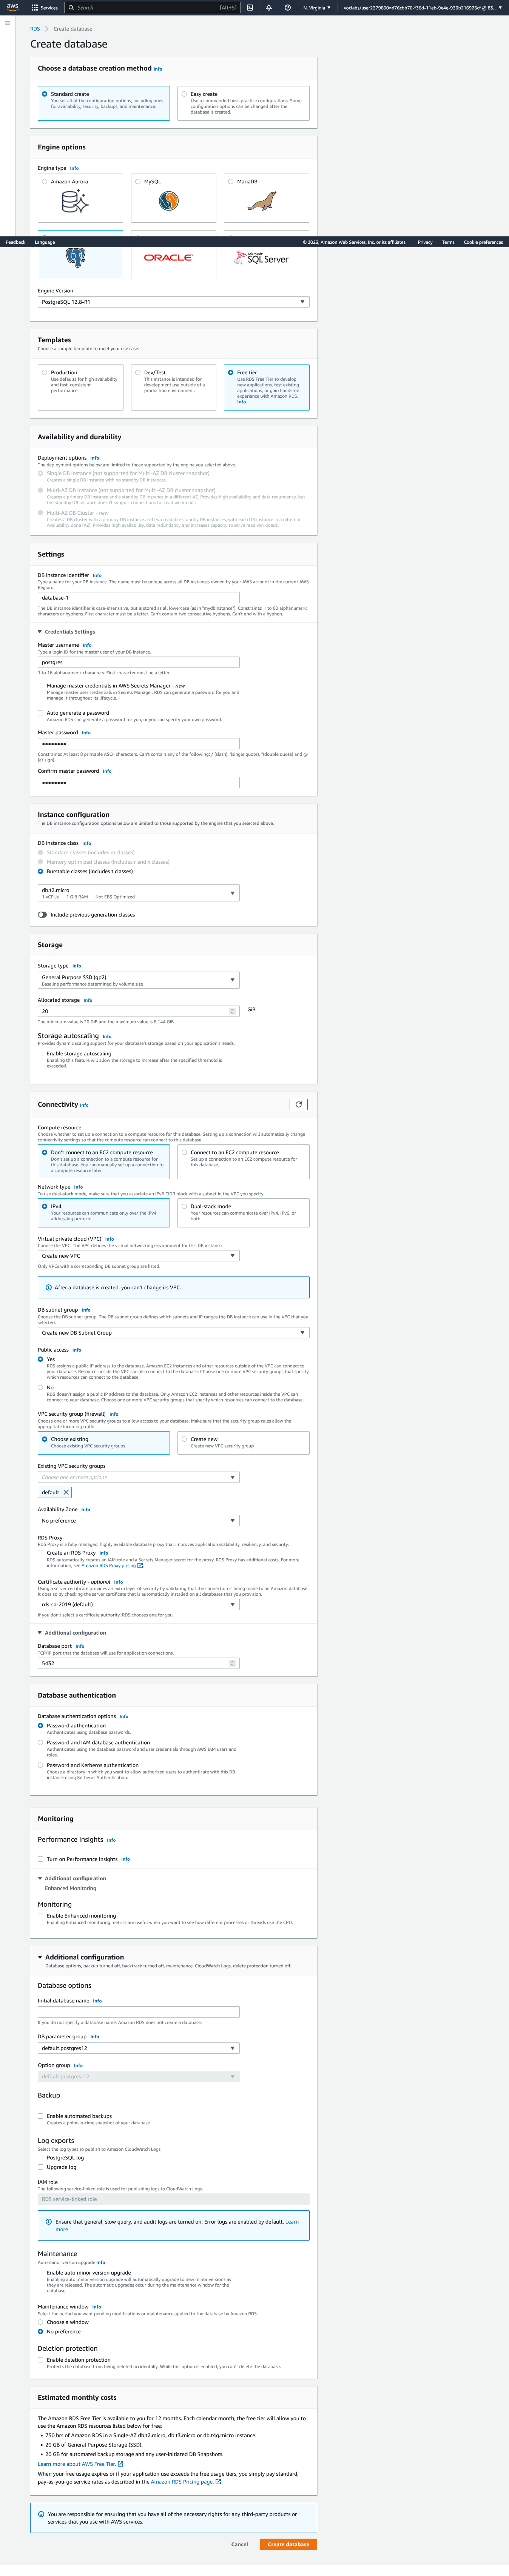 aws
Services
Search
[Alt+S]
N. Virginia
RDS > Create database
Create database
Choose a database creation method Info
Standard create
You set all of the configuration options, including ones
for availability, security, backups, and maintenance.
Easy create
Use recommended best-practice configurations. Some
configuration options can be changed after the
database is created.
Engine options
Engine type Info
Amazon Aurora
MySQL
MariaDB
Feedback
Language
© 2023, Amazon Web Services, Inc. or its affiliates.
Privacy
Terms
Cookie preferences
ORACLE
Microsoft
SQL Server
Engine Version
PostgreSQL 12.8-R1
Templates
Choose a sample template to meet your use case.
Production
Use defaults for high availability
and fast, consistent
performance.
Dev/Test
This instance is intended for
development use outside of a
production environment.
Free tier
Use RDS Free Tier to develop
new applications, test existing
applications, or gain hands-on
experience with Amazon RDS.
Info
Availability and durability
Deployment options Info
The deployment options below are limited to those supported by the engine you selected above.
Single DB instance (not supported for Multi-AZ DB cluster snapshot)
Creates a single DB instance with no standby DB instances.
Multi-AZ DB instance (not supported for Multi-AZ DB cluster snapshot)
Creates a primary DB instance and a standby DB instance in a different AZ. Provides high availability and data redundancy, but
the standby DB instance doesn't support connections for read workloads.
Multi-AZ DB Cluster - new
Creates a DB cluster with a primary DB instance and two readable standby DB instances, with each DB instance in a different
Availability Zone (AZ). Provides high availability, data redundancy and increases capacity to serve read workloads.
Settings
DB instance identifier Info
Type a name for your DB instance. The name must be unique across all DB instances owned by your AWS account in the current AWS
Region.
database-1
The DB instance identifier is case-insensitive, but is stored as all lowercase (as in "mydbinstance"). Constraints: 1 to 60 alphanumeric
characters or hyphens. First character must be a letter. Can't contain two consecutive hyphens. Can't end with a hyphen.
Credentials Settings
Master username Info
Type a login ID for the master user of your DB instance.
postgres
1 to 16 alphanumeric characters. First character must be a letter.
Manage master credentials in AWS Secrets Manager - new
Manage master user credentials in Secrets Manager. RDS can generate a password for you and
manage it throughout its lifecycle.
Auto generate a password
Amazon RDS can generate a password for you, or you can specify your own password.
Master password Info
••••••••
Constraints: At least 8 printable ASCII characters. Can't contain any of the following: / (slash), '(single quote), "(double quote) and @
(at sign).
Confirm master password Info
••••••••
Instance configuration
The DB instance configuration options below are limited to those supported by the engine that you selected above.
DB instance class Info
Standard classes (includes m classes)
Memory optimized classes (includes r and x classes)
Burstable classes (includes t classes)
db.t2.micro
1 vCPUs 1 GiB RAM Not EBS Optimized
Include previous generation classes
Storage
Storage type Info
General Purpose SSD (gp2)
Baseline performance determined by volume size
Allocated storage Info
20
GiB
The minimum value is 20 GiB and the maximum value is 6,144 GiB
Storage autoscaling Info
Provides dynamic scaling support for your database's storage based on your application's needs.
Enable storage autoscaling
Enabling this feature will allow the storage to increase after the specified threshold is
exceeded.
Connectivity Info
Compute resource
Choose whether to set up a connection to a compute resource for this database. Setting up a connection will automatically change
connectivity settings so that the compute resource can connect to this database.
Don't connect to an EC2 compute resource
Don't set up a connection to a compute resource for
this database. You can manually set up a connection to
a compute resource later.
Connect to an EC2 compute resource
Set up a connection to an EC2 compute resource for
this database.
Network type Info
To use dual-stack mode, make sure that you associate an IPv6 CIDR block with a subnet in the VPC you specify.
IPv4
Your resources can communicate only over the IPv4
addressing protocol.
Dual-stack mode
Your resources can communicate over IPv4, IPv6, or
both.
Virtual private cloud (VPC) Info
Choose the VPC. The VPC defines the virtual networking environment for this DB instance.
Create new VPC
Only VPCs with a corresponding DB subnet group are listed.
After a database is created, you can't change its VPC.
DB subnet group Info
Choose the DB subnet group. The DB subnet group defines which subnets and IP ranges the DB instance can use in the VPC that you
selected.
Create new DB Subnet Group
Public access Info
Yes
RDS assigns a public IP address to the database. Amazon EC2 instances and other resources outside of the VPC can connect to
your database. Resources inside the VPC can also connect to the database. Choose one or more VPC security groups that specify
which resources can connect to the database.
No
RDS doesn't assign a public IP address to the database. Only Amazon EC2 instances and other resources inside the VPC can
connect to your database. Choose one or more VPC security groups that specify which resources can connect to the database.
VPC security group (firewall) Info
Choose one or more VPC security groups to allow access to your database. Make sure that the security group rules allow the
appropriate incoming traffic.
Choose existing
Choose existing VPC security groups
Create new
Create new VPC security group
Existing VPC security groups
Choose one or more options
default
Availability Zone Info
No preference
RDS Proxy
RDS Proxy is a fully managed, highly available database proxy that improves application scalability, resiliency, and security.
Create an RDS Proxy Info
RDS automatically creates an IAM role and a Secrets Manager secret for the proxy. RDS Proxy has additional costs. For more
information, see Amazon RDS Proxy pricing
Certificate authority - optional Info
Using a server certificate provides an extra layer of security by validating that the connection is being made to an Amazon database.
It does so by checking the server certificate that is automatically installed on all databases that you provision.
rds-ca-2019 (default)
If you don't select a certificate authority, RDS chooses one for you.
Additional configuration
Database port Info
TCP/IP port that the database will use for application connections.
5432
Database authentication
Database authentication options Info
Password authentication
Authenticates using database passwords.
Password and IAM database authentication
Authenticates using the database password and user credentials through AWS IAM users and
roles.
Password and Kerberos authentication
Choose a directory in which you want to allow authorized users to authenticate with this DB
instance using Kerberos Authentication.
Monitoring
Performance Insights Info
Turn on Performance Insights Info
Additional configuration
Enhanced Monitoring
Monitoring
Enable Enhanced monitoring
Enabling Enhanced monitoring metrics are useful when you want to see how different processes or threads use the CPU.
Additional configuration
Database options, backup turned off, backtrack turned off, maintenance, CloudWatch Logs, delete protection turned off.
Database options
Initial database name Info
If you do not specify a database name, Amazon RDS does not create a database.
DB parameter group Info
default.postgres12
Option group Info
default:postgres-12
Backup
Enable automated backups
Creates a point-in-time snapshot of your database
Log exports
Select the log types to publish to Amazon CloudWatch Logs
PostgreSQL log
Upgrade log
IAM role
The following service-linked role is used for publishing logs to CloudWatch Logs.
RDS service-linked role
Ensure that general, slow query, and audit logs are turned on. Error logs are enabled by default. Learn
more
Maintenance
Auto minor version upgrade Info
Enable auto minor version upgrade
Enabling auto minor version upgrade will automatically upgrade to new minor versions as
they are released. The automatic upgrades occur during the maintenance window for the
database.
Maintenance window Info
Select the period you want pending modifications or maintenance applied to the database by Amazon RDS.
Choose a window
No preference
Deletion protection
Enable deletion protection
Protects the database from being deleted accidentally. While this option is enabled, you can't delete the database.
Estimated monthly costs
The Amazon RDS Free Tier is available to you for 12 months. Each calendar month, the free tier will allow you to
use the Amazon RDS resources listed below for free:
• 750 hrs of Amazon RDS in a Single-AZ db.t2.micro, db.t3.micro or db.t4g.micro Instance.
• 20 GB of General Purpose Storage (SSD).
• 20 GB for automated backup storage and any user-initiated DB Snapshots.
Learn more about AWS Free Tier.
When your free usage expires or if your application use exceeds the free usage tiers, you simply pay standard,
pay-as-you-go service rates as described in the Amazon RDS Pricing page.
You are responsible for ensuring that you have all of the necessary rights for any third-party products or
services that you use with AWS services.
Cancel
Create database